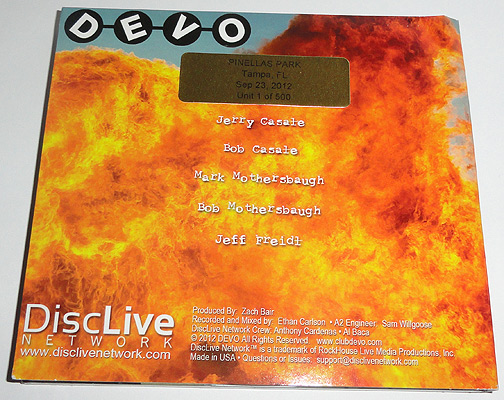 DEVO
PINELLAS PARK
Tampa, FL
Sep 23, 2012
Unit 1 of 500
Jerry Casale
Bob Casale
Mark Mothersbaugh
Bob Mothersbaugh
Jeff Freidl
DiscLive
NETWORK
www.disclivenetwork.com
Produced By: Zach Bair
Recorded and Mixed by: Ethan Carlson • A2 Engineer: Sam Willgoose
DiscLive Network Crew: Anthony Cardenas • Al Baca
© 2012 DEVO All Rights Reserved www.clubdevo.com
DiscLive Network™ is a trademark of RockHouse Live Media Productions, Inc.
Made in USA • Questions or Issues: support@disclivenetwork.com